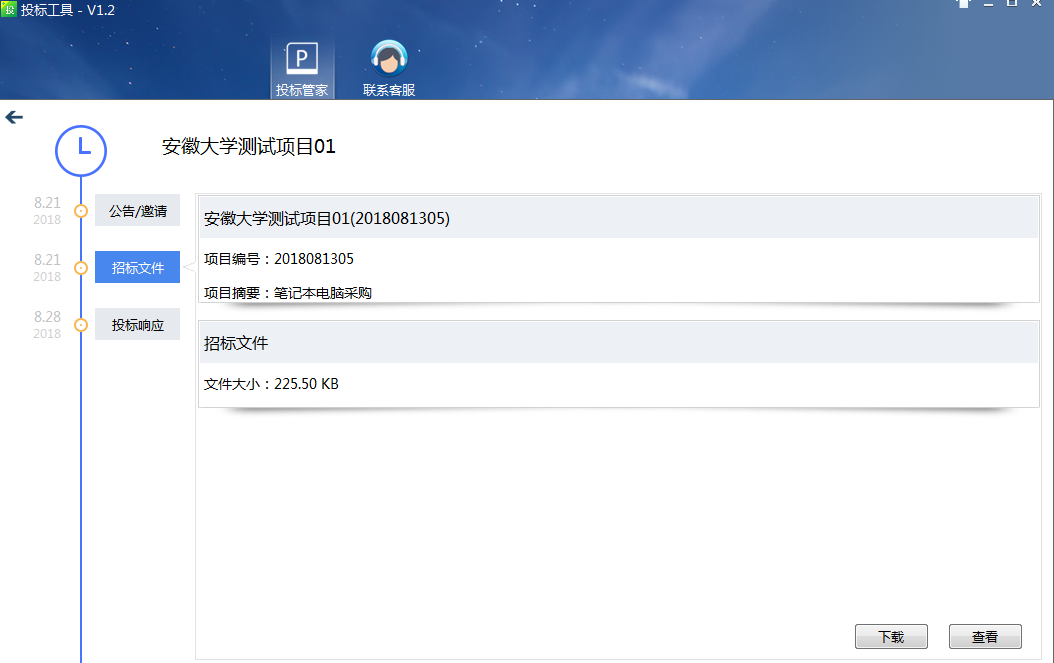 投 投标工具 - V1.2
P
投标管家 联系客服
安徽大学测试项目01
8.21
2018
公告/邀请
安徽大学测试项目01(2018081305)
8.21
2018
招标文件
项目编号：2018081305
项目摘要：笔记本电脑采购
8.28
2018
投标响应
招标文件
文件大小：225.50 KB
下载 查看